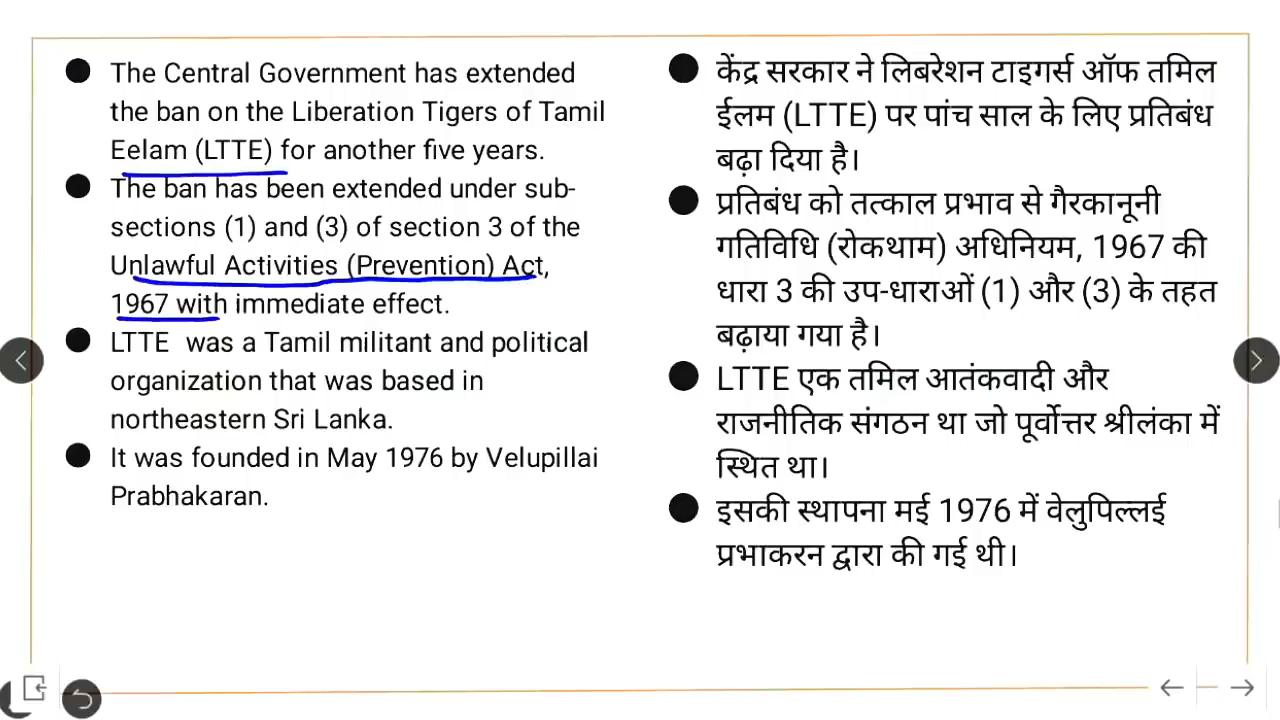 The Central Government has extended
the ban on the Liberation Tigers of Tamil
Eelam (LTTE) for another five years.
The ban has been extended under sub-
sections (1) and (3) of section 3 of the
Unlawful Activities (Prevention) Act,
1967 with immediate effect.
LTTE was a Tamil militant and political
organization that was based in
northeastern Sri Lanka.
It was founded in May 1976 by Velupillai
Prabhakaran.
केंद्र सरकार ने लिबरेशन टाइगर्स ऑफ तमिल
ईलम (LTTE) पर पांच साल के लिए प्रतिबंध
बढ़ा दिया है।
प्रतिबंध को तत्काल प्रभाव से गैरकानूनी
गतिविधि (रोकथाम) अधिनियम, 1967 की
धारा 3 की उप-धाराओं (1) और (3) के तहत
बढ़ाया गया है।
LTTE एक तमिल आतंकवादी और
राजनीतिक संगठन था जो पूर्वोत्तर श्रीलंका में
स्थित था।
इसकी स्थापना मई 1976 में वेलुपिल्लई
प्रभाकरन द्वारा की गई थी।